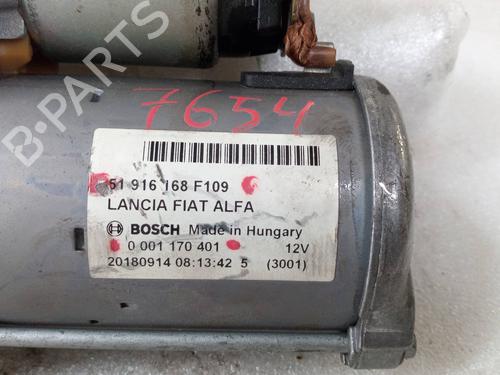 B-PARTS
7654
51 916 168 F109
LANCIA FIAT ALFA
BOSCH Made in Hungary
0 001 170 401 12V
20180914 08:13:42 5 (3001)